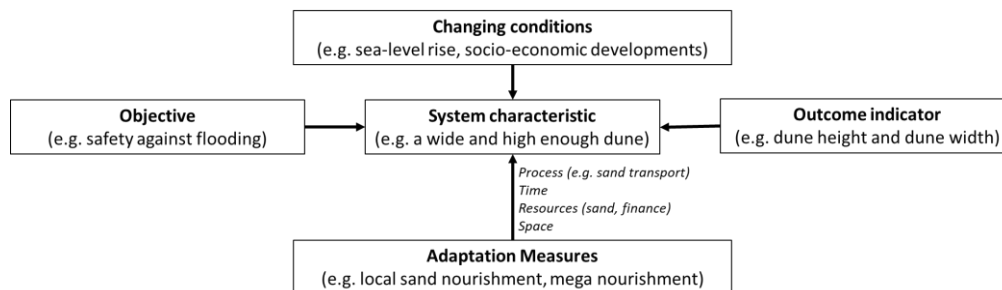 Changing conditions
(e.g. sea-level rise, socio-economic developments)
Objective
(e.g. safety against flooding)
System characteristic
(e.g. a wide and high enough dune)
Outcome indicator
(e.g. dune height and dune width)
Process (e.g. sand transport)
Time
Resources (sand, finance)
Space
Adaptation Measures
(e.g. local sand nourishment, mega nourishment)